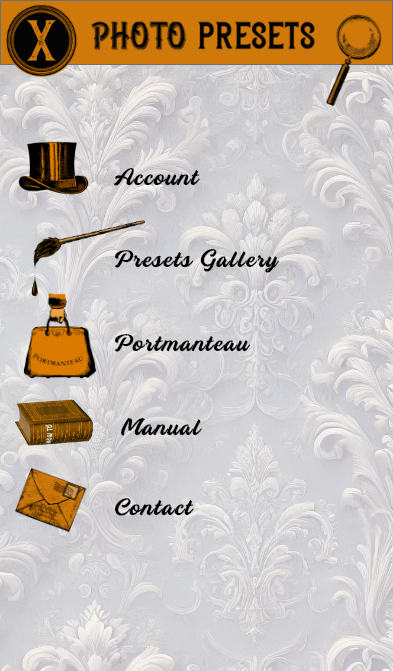 X PHOTO PRESETS
Account
Presets Gallery
Portmanteau
PORTMANTEAU
Manual
Contact